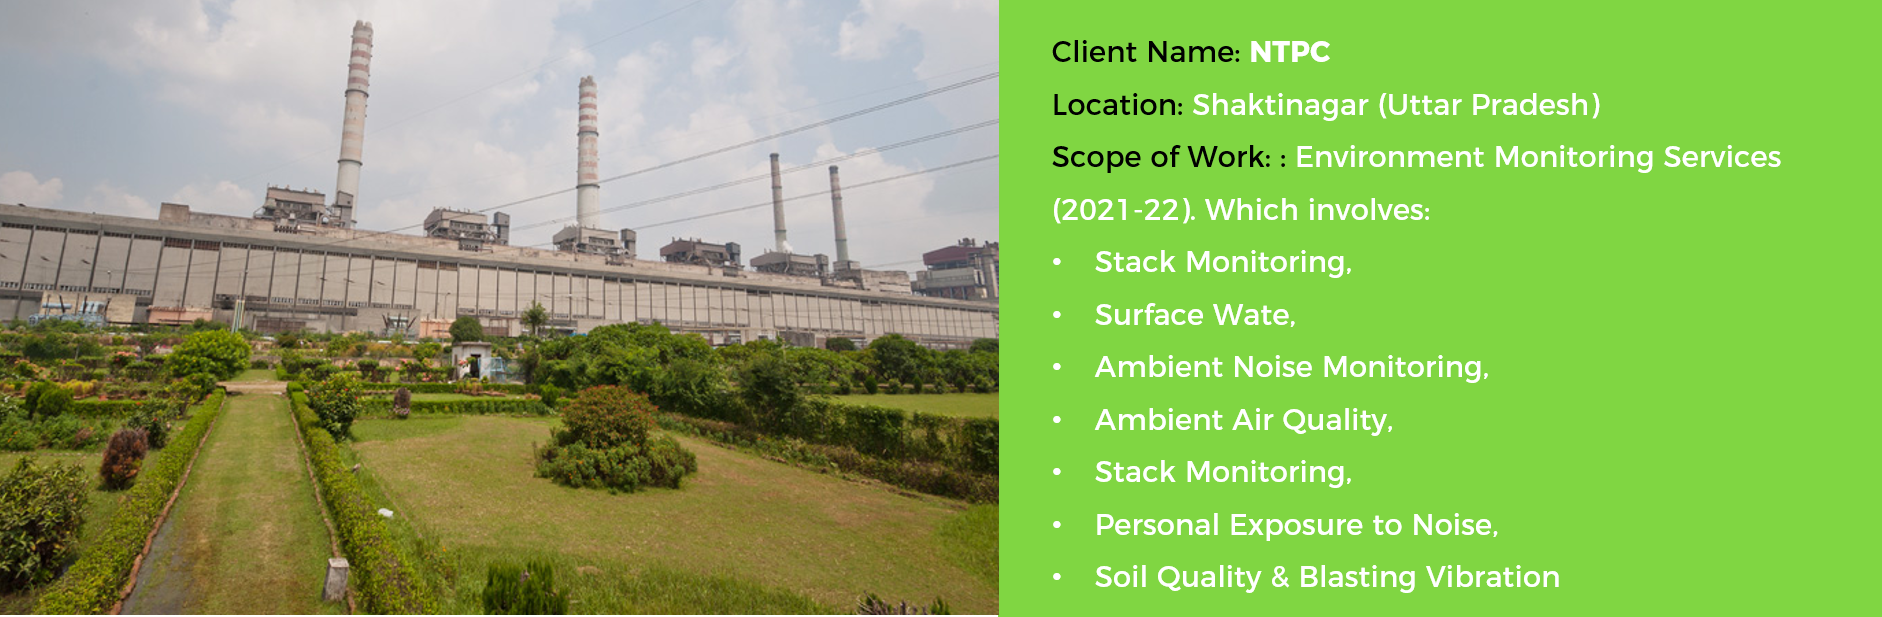 Client Name: NTPC
Location: Shaktinagar (Uttar Pradesh)
Scope of Work: : Environment Monitoring Services
(2021-22). Which involves:
• Stack Monitoring,
• Surface Wate,
• Ambient Noise Monitoring,
• Ambient Air Quality,
• Stack Monitoring,
• Personal Exposure to Noise,
• Soil Quality & Blasting Vibration